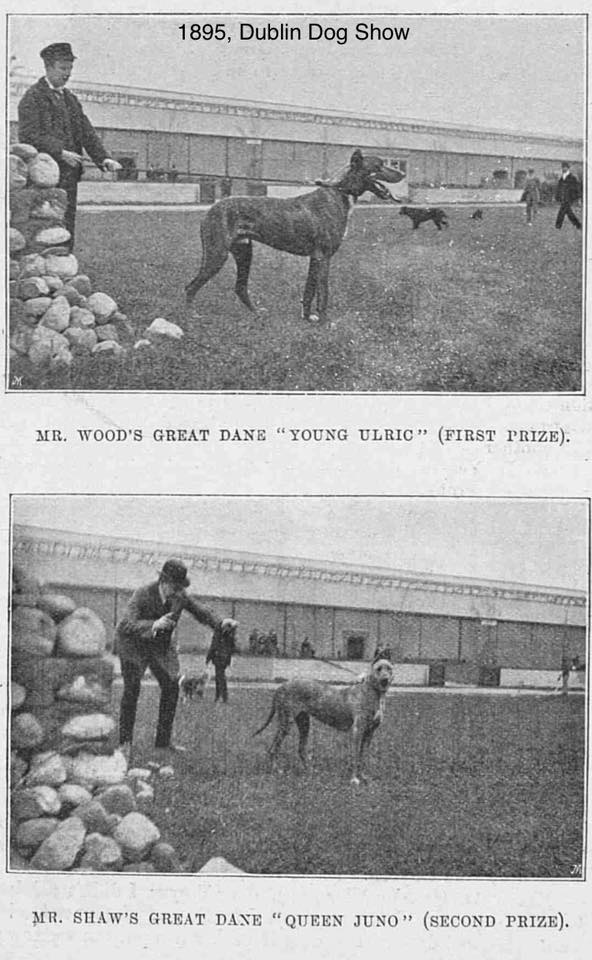 1895, Dublin Dog Show
MR. WOOD'S GREAT DANE "YOUNG ULRIC" (FIRST PRIZE).
MR. SHAW'S GREAT DANE "QUEEN JUNO" (SECOND PRIZE).